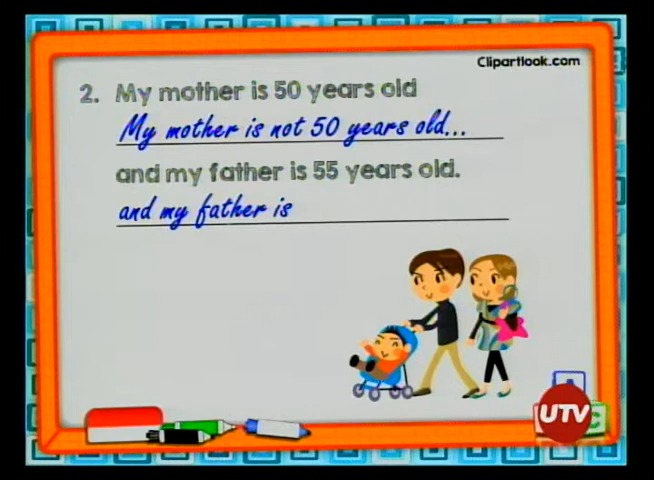 Clipartlook.com
2. My mother is 50 years old
My mother is not 50 years old...
and my father is 55 years old.
and my father is
UTV